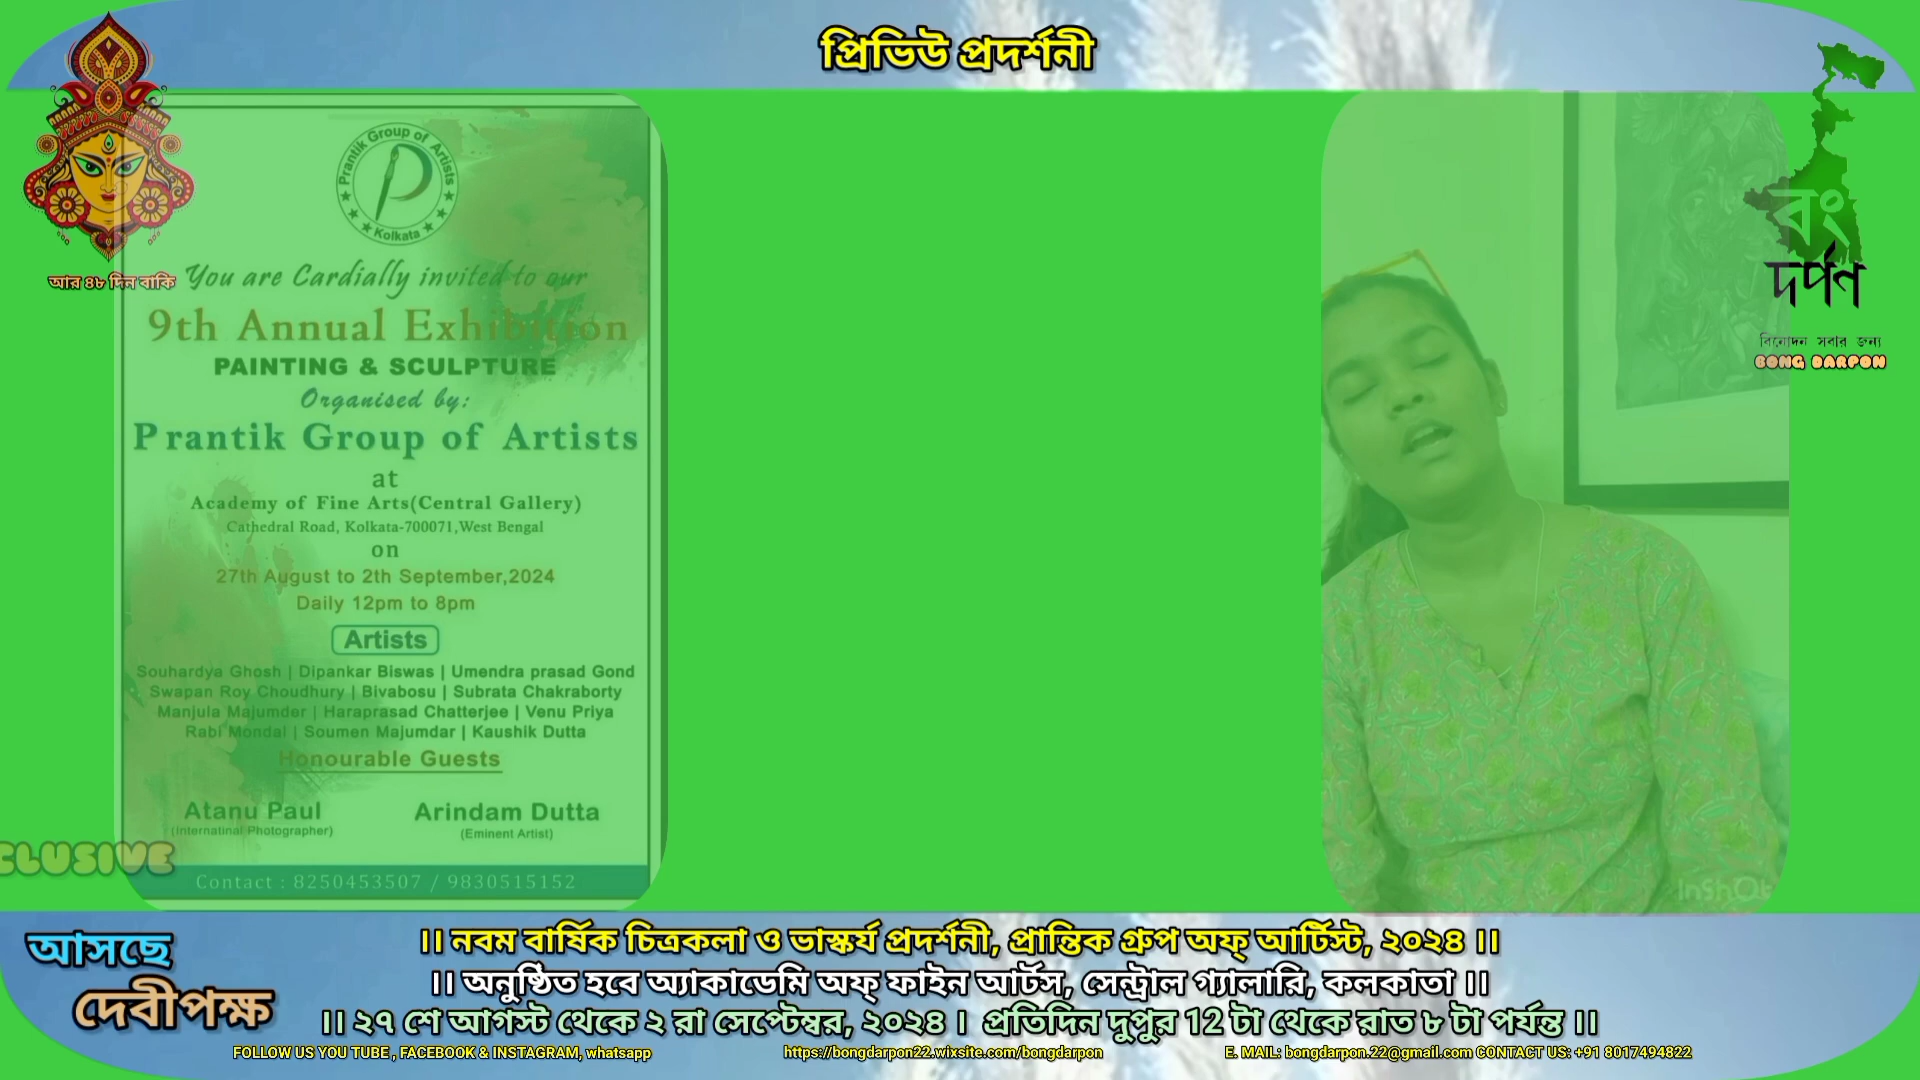 প্রিভিউ প্রদর্শনী
Prantik Group of Artists
Kolkata
আর ৪৮ দিন বাকি
You are Cardially invited to our
9th Annual Exhibition
PAINTING & SCULPTURE
Organised by:
Prantik Group of Artists
at
Academy of Fine Arts(Central Gallery)
Cathedral Road, Kolkata-700071,West Bengal
on
27th August to 2th September,2024
Daily 12pm to 8pm
Artists
Souhardya Ghosh | Dipankar Biswas | Umendra prasad Gond
Swapan Roy Choudhury | Bivabosu | Subrata Chakraborty
Manjula Majumder | Haraprasad Chatterjee | Venu Priya
Rabi Mondal | Soumen Majumdar | Kaushik Dutta
Honourable Guests
Atanu Paul
(Internatinal Photographer)
Arindam Dutta
(Eminent Artist)
Contact : 8250453507 / 9830515152
CLUSIVE
বং
দর্পণ
বিনোদন সবার জন্য
BONG DARPON
InShOt
আসছে
দেবীপক্ষ
।। নবম বার্ষিক চিত্রকলা ও ভাস্কর্য প্রদর্শনী, প্রান্তিক গ্রুপ অফ্ আর্টিস্ট, ২০২৪ ।।
।। অনুষ্ঠিত হবে অ্যাকাডেমি অফ্ ফাইন আর্টস, সেন্ট্রাল গ্যালারি, কলকাতা ।।
।। ২৭ শে আগস্ট থেকে ২ রা সেপ্টেম্বর, ২০২৪ । প্রতিদিন দুপুর 12 টা থেকে রাত ৮ টা পর্যন্ত ।।
FOLLOW US YOU TUBE , FACEBOOK & INSTAGRAM, whatsapp
https://bongdarpon22.wixsite.com/bongdarpon
E. MAIL: bongdarpon.22@gmail.com CONTACT US: +91 8017494822